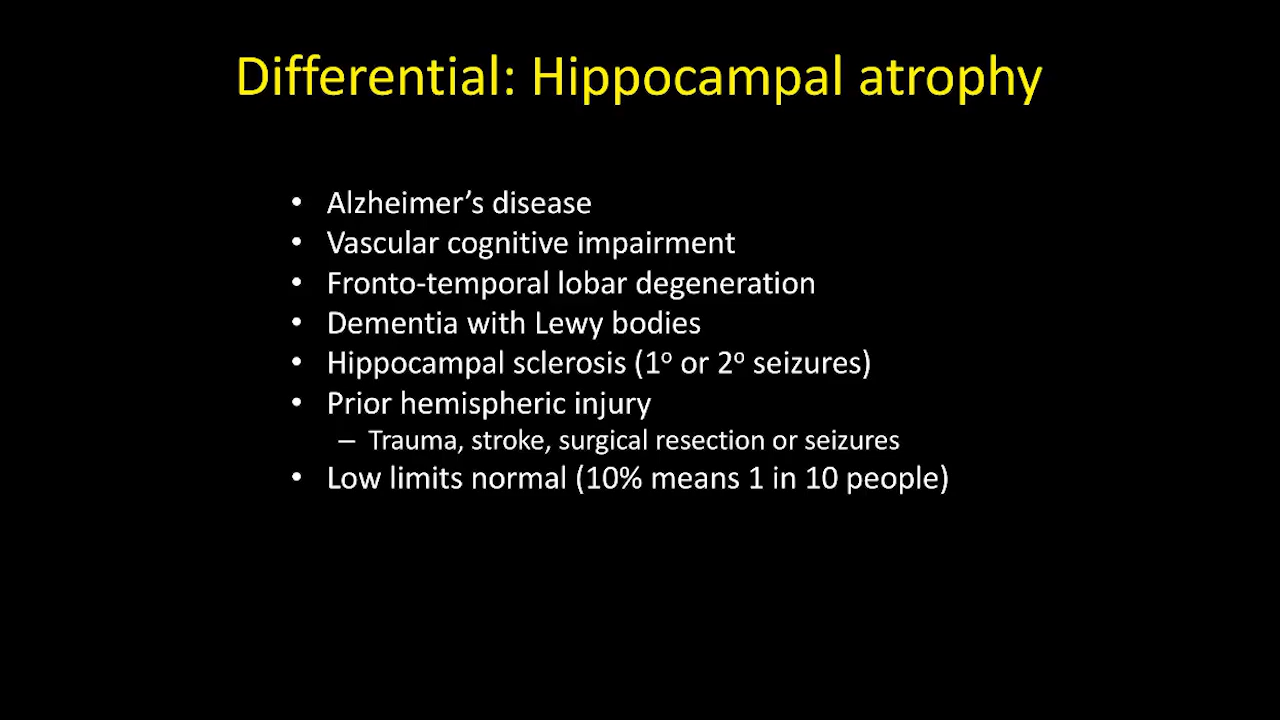 Differential: Hippocampal atrophy
• Alzheimer’s disease
• Vascular cognitive impairment
• Fronto-temporal lobar degeneration
• Dementia with Lewy bodies
• Hippocampal sclerosis (1º or 2º seizures)
• Prior hemispheric injury
– Trauma, stroke, surgical resection or seizures
• Low limits normal (10% means 1 in 10 people)